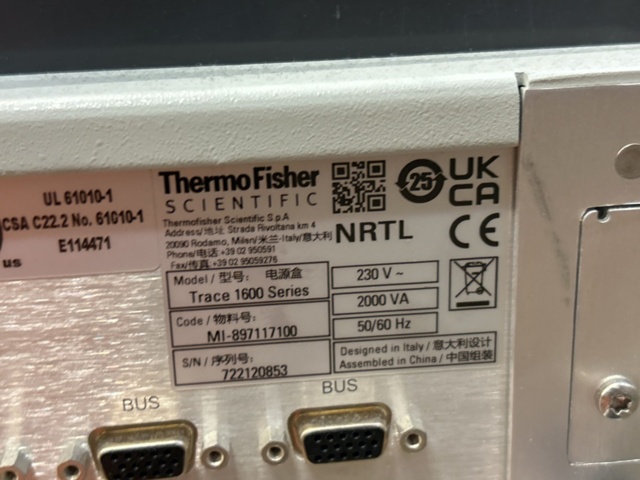 UL 61010-1
CSA C22.2 No. 61010-1
E114471
us
ThermoFisher
SCIENTIFIC
Thermofisher Scientific S.p.A
Address/地址 Strada Rivoltana km 4
20090 Rodamo, Milan/米兰-Italy/意大利
Phone/电话 +39 02 950591
Fax/传真 +39 02 95059276
25
UK
CA
NRTL
CE
Model / 型号: 电源盒
Trace 1600 Series
230 V ~
2000 VA
50/60 Hz
Code / 物料号:
MI-897117100
S/N / 序列号:
722120853
Designed in Italy / 意大利设计
Assembled in China / 中国组装
BUS
BUS